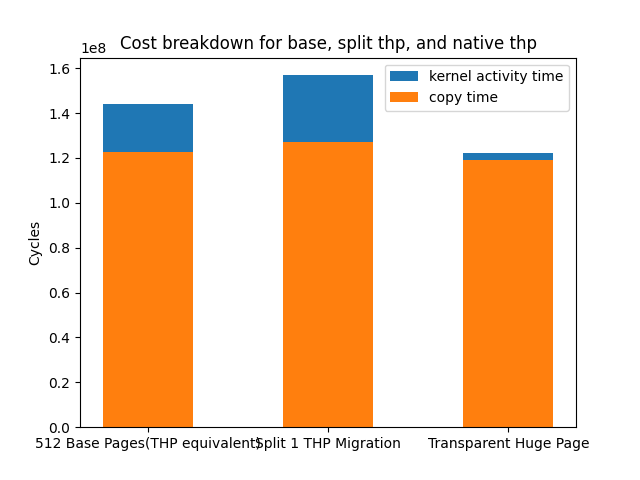 Cost breakdown for base, split thp, and native thp
1e8
kernel activity time
copy time
1.6
1.4
1.2
1.0
0.8
0.6
0.4
0.2
0.0
Cycles
512 Base Pages(THP equivalent)
Split 1 THP Migration
Transparent Huge Page